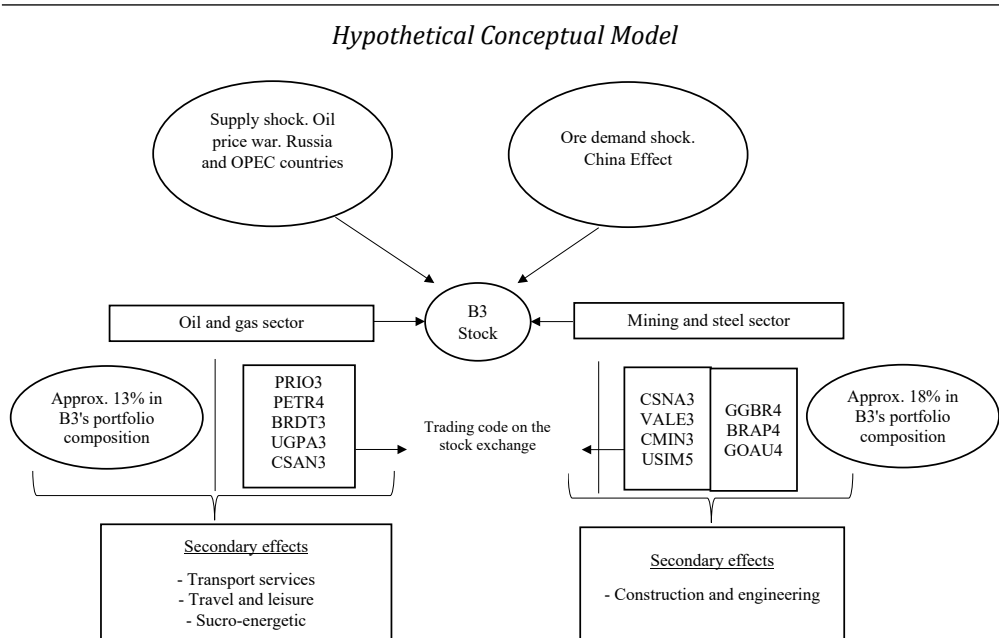 Hypothetical Conceptual Model
Supply shock. Oil
price war. Russia
and OPEC countries
Ore demand shock.
China Effect
Oil and gas sector
B3
Stock
Mining and steel sector
Approx. 13% in
B3's portfolio
composition
PRIO3
PETR4
BRDT3
UGPA3
CSAN3
Trading code on the
stock exchange
CSNA3
VALE3
CMIN3
USIM5
GGBR4
BRAP4
GOAU4
Approx. 18% in
B3's portfolio
composition
Secondary effects
- Transport services
- Travel and leisure
- Sucro-energetic
Secondary effects
- Construction and engineering